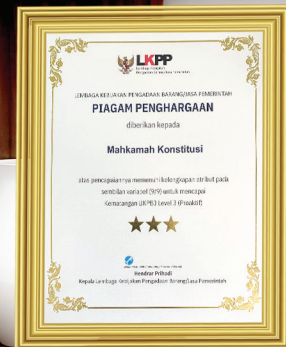 LKPP
LEMBAGA KEBIJAKAN PENGADAAN BARANG/JASA PEMERINTAH
PIAGAM PENGHARGAAN
diberikan kepada
Mahkamah Konstitusi
atas pencapaiannya memenuhi kelengkapan atribut pada
sembilan variabel (9/9) untuk mencapai
Kematangan UKPBJ Level 3 (Proaktif)
Hendrar Prihadi
Kepala Lembaga Kebijakan Pengadaan Barang/Jasa Pemerintah